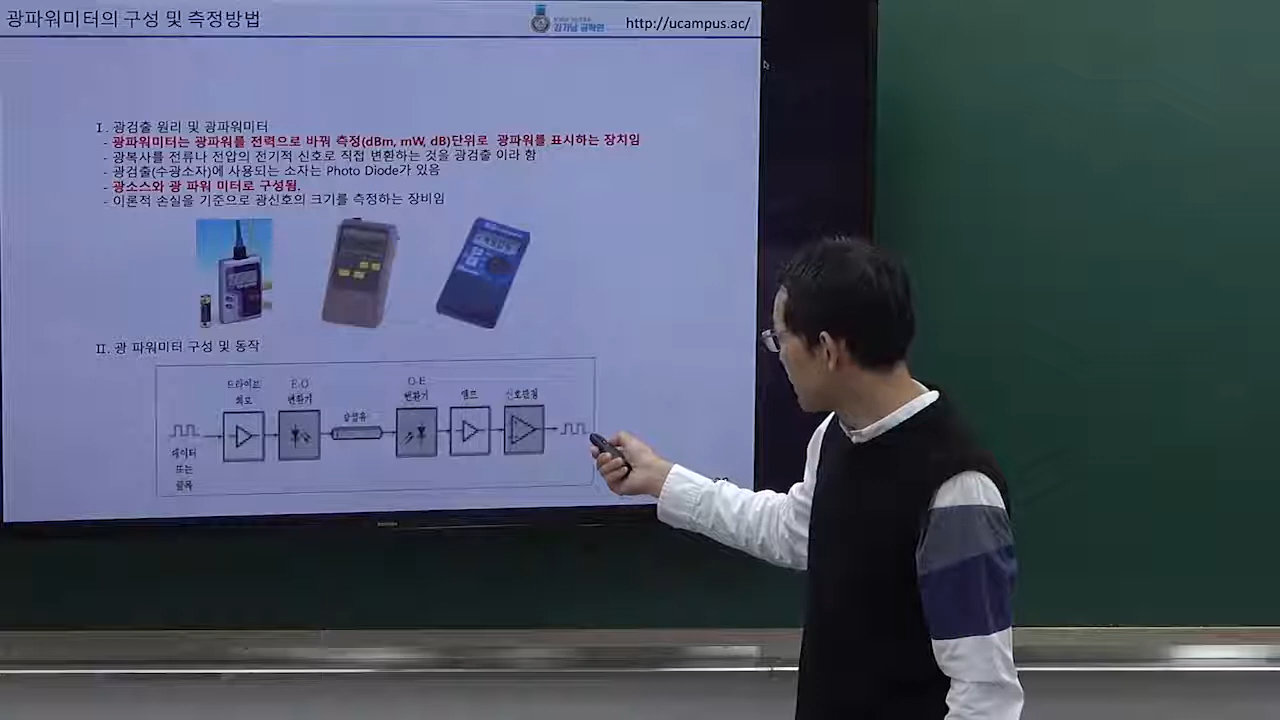 광파워미터의 구성 및 측정방법
김기남 공학원
http://ucampus.ac/
I. 광검출 원리 및 광파워미터
- 광파워미터는 광파워를 전력으로 바꿔 측정(dBm, mW, dB)단위로 광파워를 표시하는 장치임
- 광복사를 전류나 전압의 전기적 신호로 직접 변환하는 것을 광검출 이라 함
- 광검출(수광소자)에 사용되는 소자는 Photo Diode가 있음
- 광소스와 광 파워 미터로 구성됨.
- 이론적 손실을 기준으로 광신호의 크기를 측정하는 장비임
II. 광 파워미터 구성 및 동작
드라이브 회로
E.O 변환기
광섬유
O.E 변환기
앰프
신호판정
데이터
또는
클록